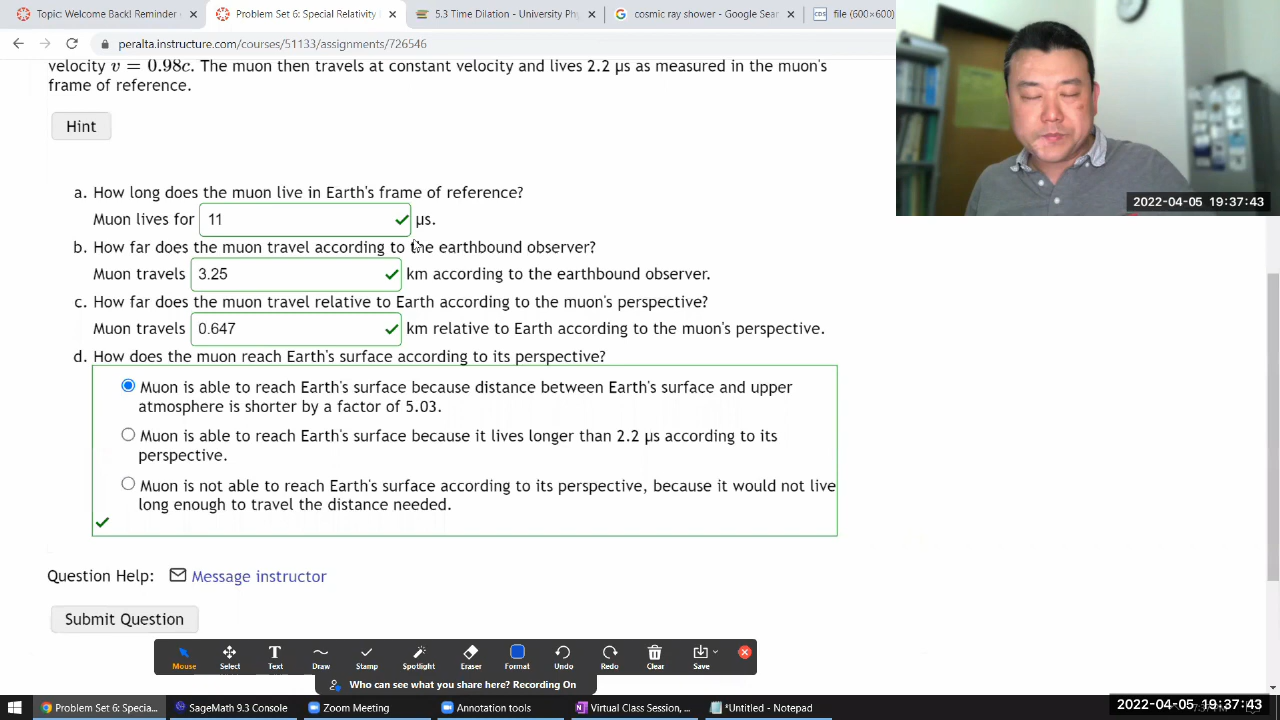 Topic Welcome Back! Reminder
Problem Set 6: Special Relativity
5.3 Time Dilation - University Ph
cosmic ray shower - Google Sear
file (600×600)
peralta.instructure.com/courses/51133/assignments/726546
velocity v = 0.98c. The muon then travels at constant velocity and lives 2.2 μs as measured in the muon's
frame of reference.
Hint
a. How long does the muon live in Earth's frame of reference?
Muon lives for 11 μs.
b. How far does the muon travel according to the earthbound observer?
Muon travels 3.25 km according to the earthbound observer.
c. How far does the muon travel relative to Earth according to the muon's perspective?
Muon travels 0.647 km relative to Earth according to the muon's perspective.
d. How does the muon reach Earth's surface according to its perspective?
Muon is able to reach Earth's surface because distance between Earth's surface and upper
atmosphere is shorter by a factor of 5.03.
Muon is able to reach Earth's surface because it lives longer than 2.2 μs according to its
perspective.
Muon is not able to reach Earth's surface according to its perspective, because it would not live
long enough to travel the distance needed.
Question Help: Message instructor
Submit Question
Mouse Select Text Draw Stamp Spotlight Eraser Format Undo Redo Clear Save
Who can see what you share here? Recording On
Problem Set 6: Specia...
SageMath 9.3 Console
Zoom Meeting
Annotation tools
Virtual Class Session, ...
*Untitled - Notepad
2022-04-05 19:37:43
2022-04-05 19:37:43